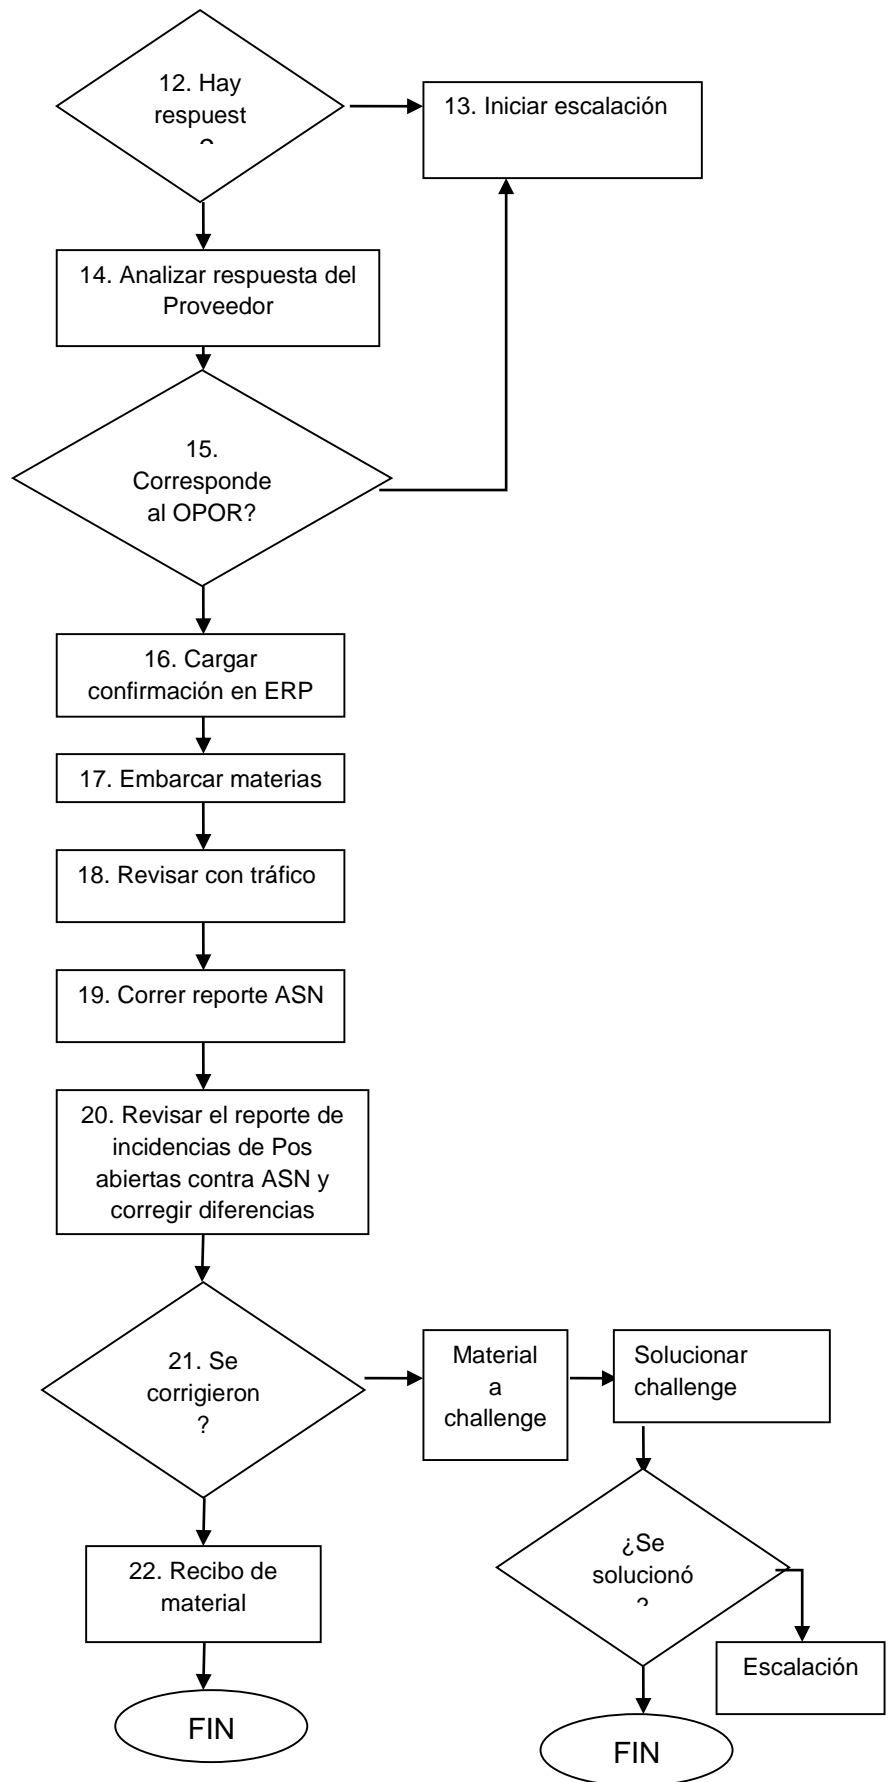 12. Hay
respuest
13. Iniciar escalación
14. Analizar respuesta del
Proveedor
15.
Corresponde
al OPOR?
16. Cargar
confirmación en ERP
17. Embarcar materias
18. Revisar con tráfico
19. Correr reporte ASN
20. Revisar el reporte de
incidencias de Pos
abiertas contra ASN y
corregir diferencias
21. Se
corrigieron
?
Material
a
challenge
Solucionar
challenge
22. Recibo de
material
¿Se
solucionó
Escalación
FIN
FIN